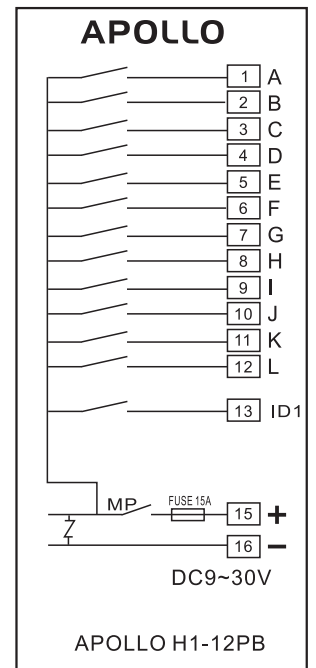 APOLLO
1 A
2 B
3 C
4 D
5 E
6 F
7 G
8 H
9 I
10 J
11 K
12 L
13 ID1
MP FUSE 15A 15 +
16 −
DC9~30V
APOLLO H1-12PB